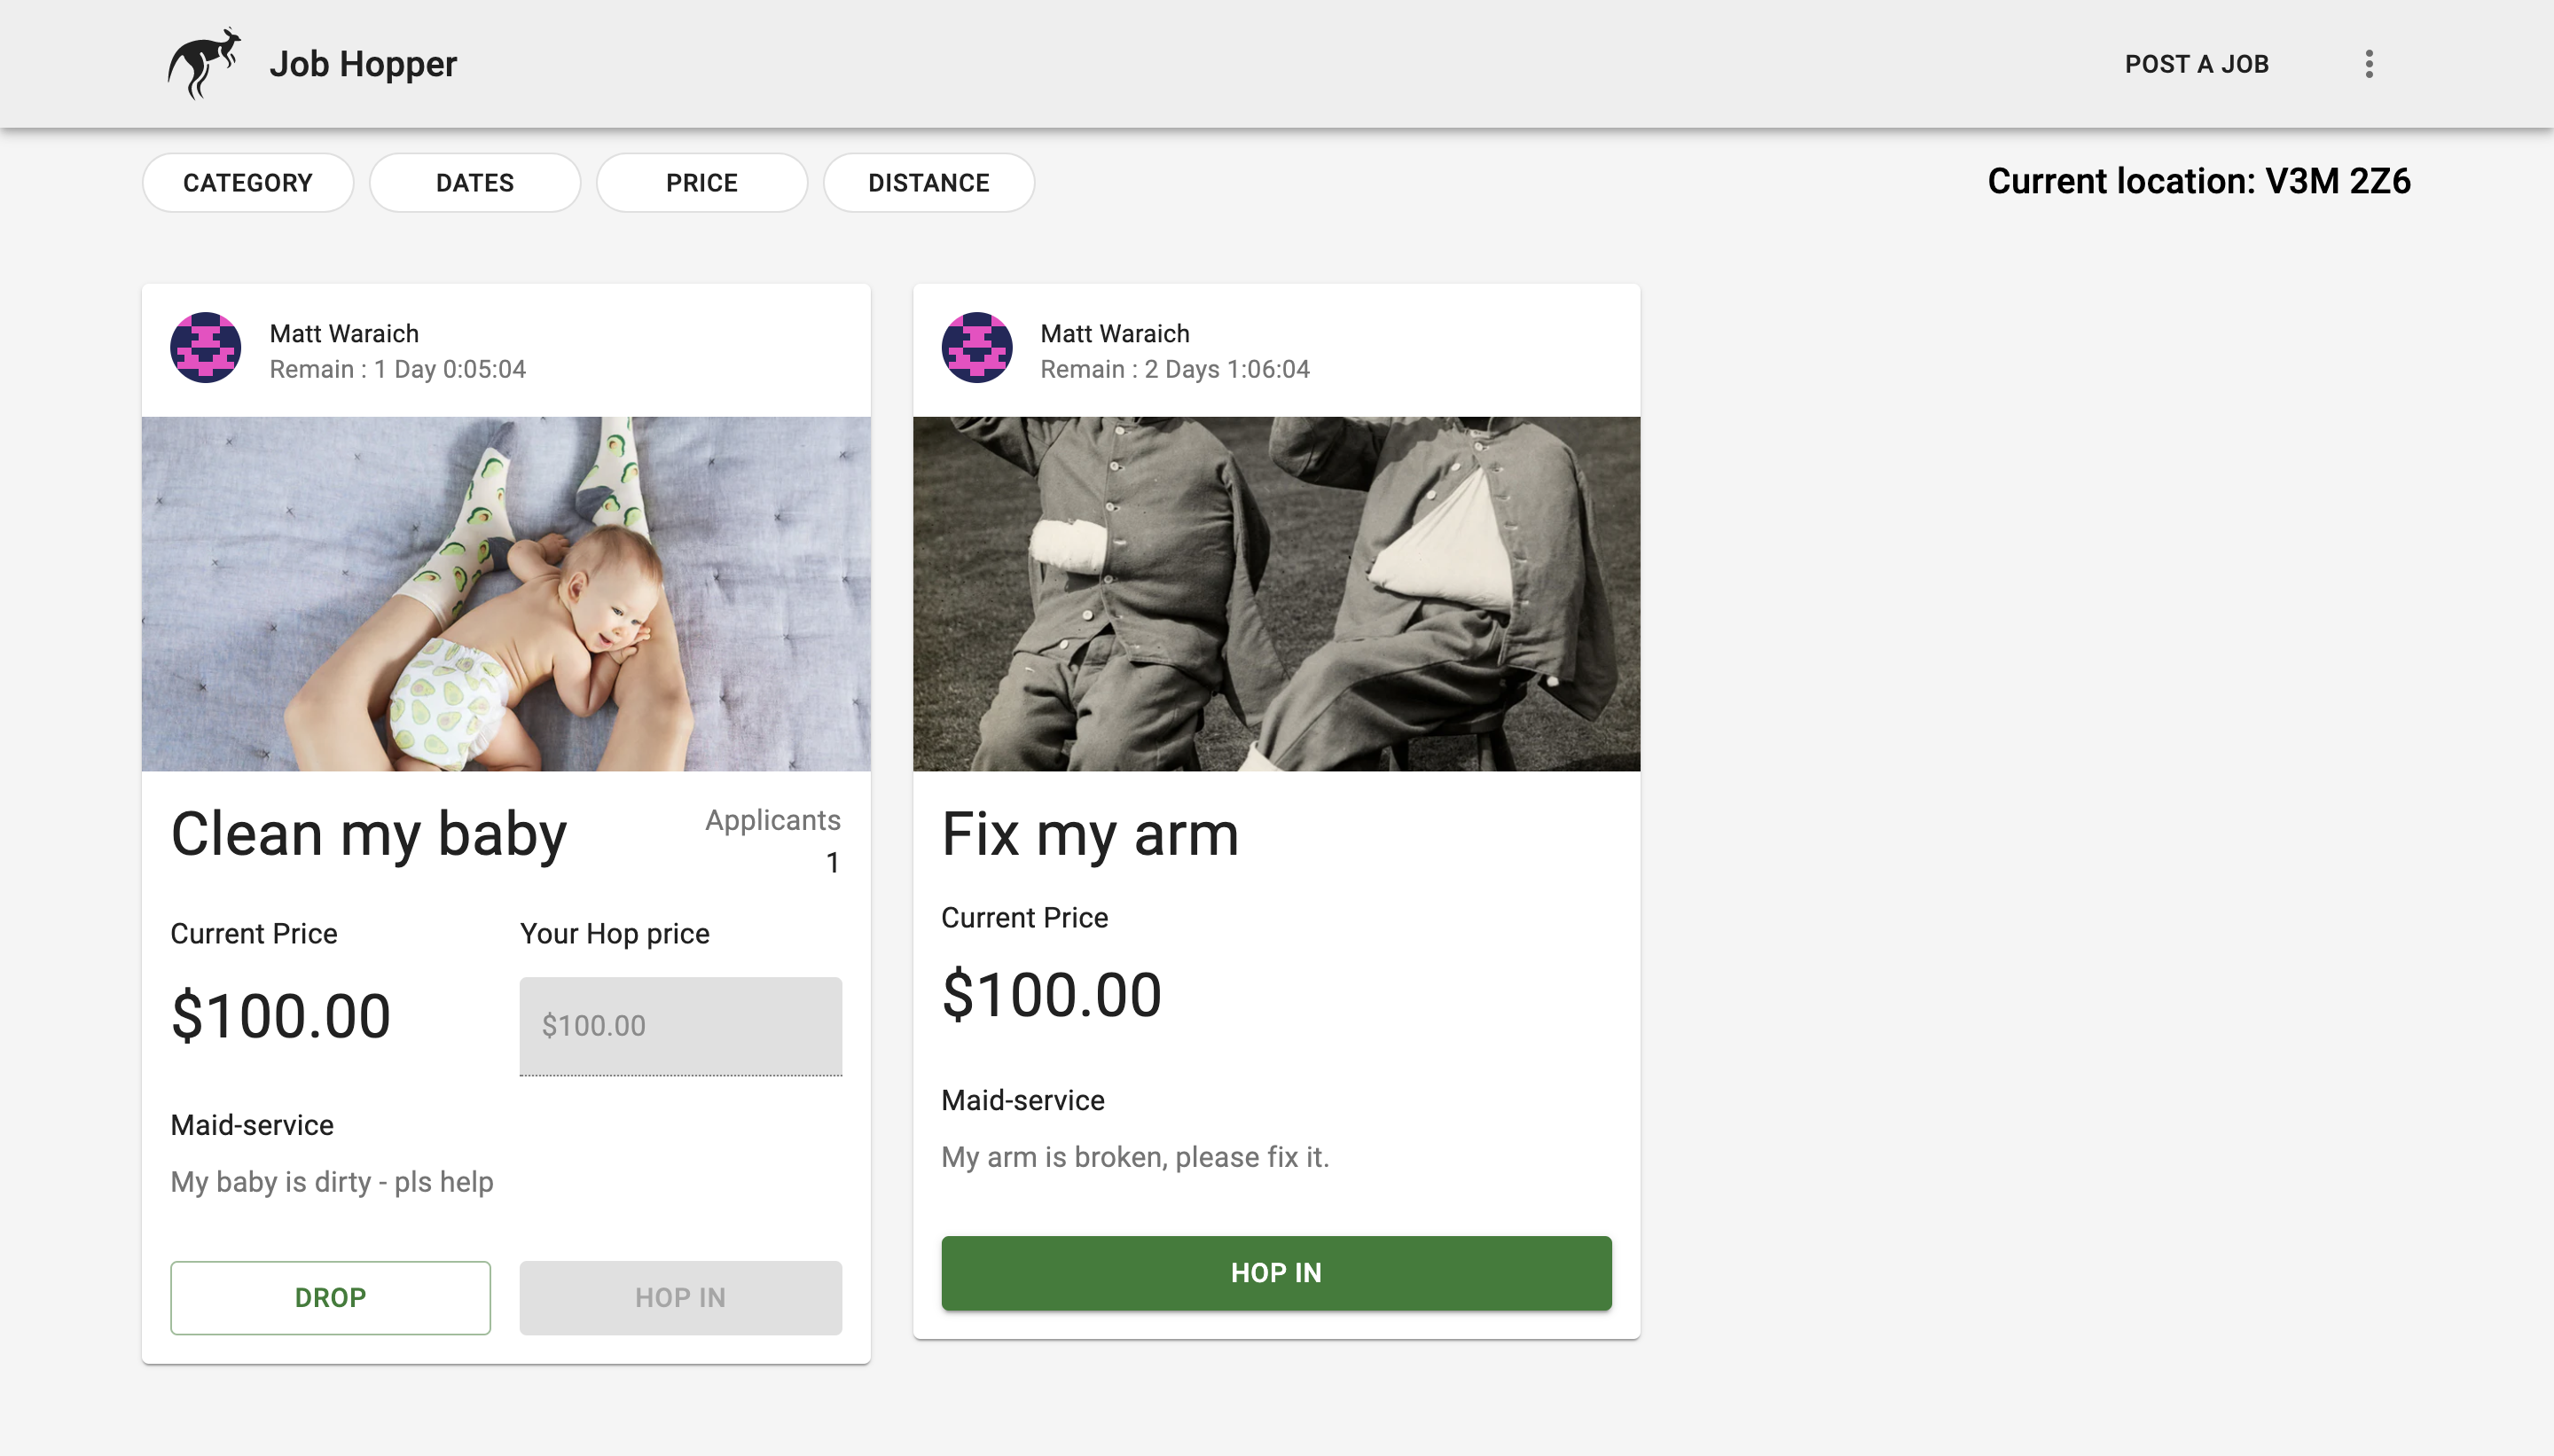 Job Hopper
POST A JOB
CATEGORY
DATES
PRICE
DISTANCE
Current location: V3M 2Z6
Matt Waraich
Remain : 1 Day 0:05:04
Clean my baby
Applicants
1
Current Price
Your Hop price
$100.00
$100.00
Maid-service
My baby is dirty - pls help
DROP
HOP IN
Matt Waraich
Remain : 2 Days 1:06:04
Fix my arm
Current Price
$100.00
Maid-service
My arm is broken, please fix it.
HOP IN